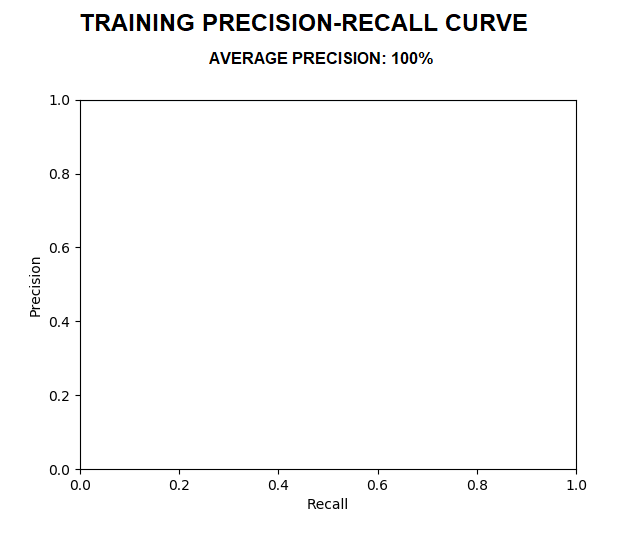 TRAINING PRECISION-RECALL CURVE
AVERAGE PRECISION: 100%
1.0
0.8
0.6
Precision
0.4
0.2
0.0
0.0 0.2 0.4 0.6 0.8 1.0
Recall